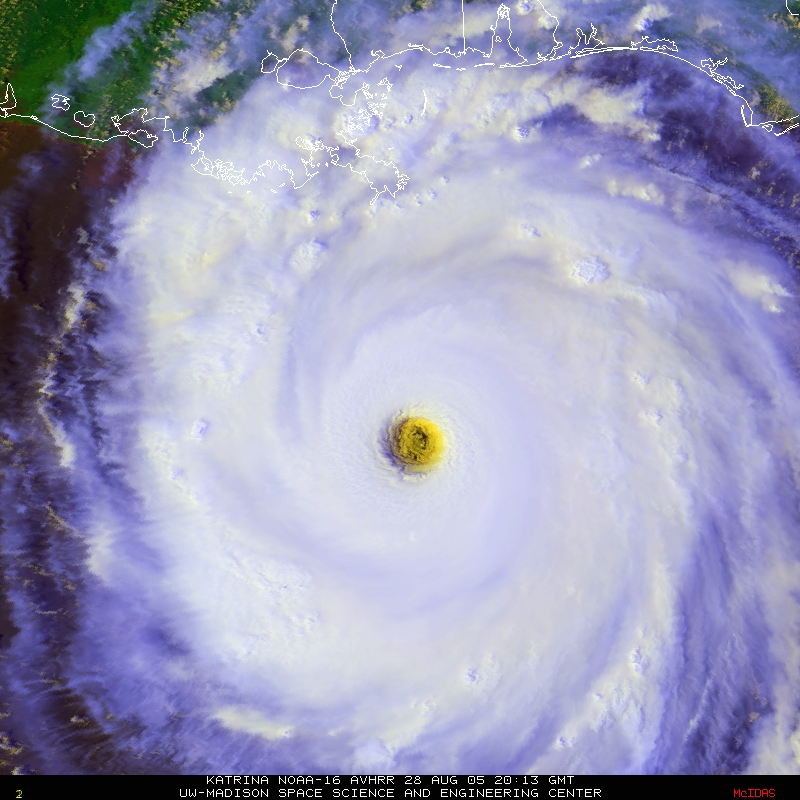 KATRINA NOAA-16 AVHRR 28 AUG 05 20:13 GMT
2 UW-MADISON SPACE SCIENCE AND ENGINEERING CENTER McIDAS